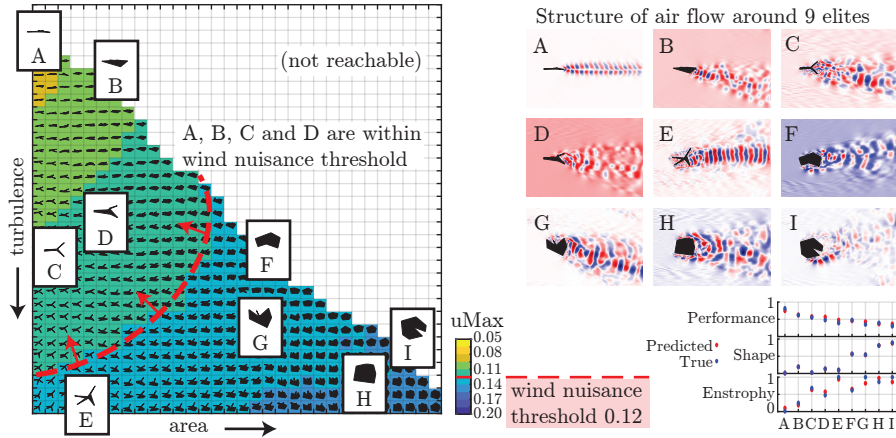 A
B
(not reachable)
A, B, C and D are within
wind nuisance threshold
turbulence
D
C
F
G
I
H
E
area
uMax
0.05
0.08
0.09
0.11
0.14
0.15
0.17
0.20
wind nuisance
threshold 0.12
Structure of air flow around 9 elites
A
B
C
D
E
F
G
H
I
Performance
1
Predicted
True
Shape
1
Enstrophy
1
0
A B C D E F G H I